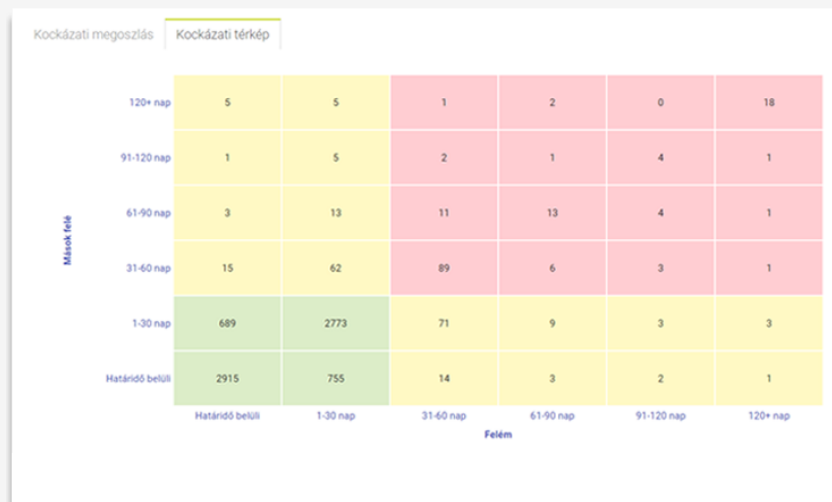 Kockázati megoszlás Kockázati térkép
120+ nap 5 5 1 2 0 18
91-120 nap 1 5 2 1 4 1
61-90 nap 3 13 11 13 4 1
Mások felé
31-60 nap 15 62 89 6 3 1
1-30 nap 689 2773 71 9 3 3
Határidő belüli 2915 755 14 3 2 1
Határidő belüli 1-30 nap 31-60 nap 61-90 nap 91-120 nap 120+ nap
Felém